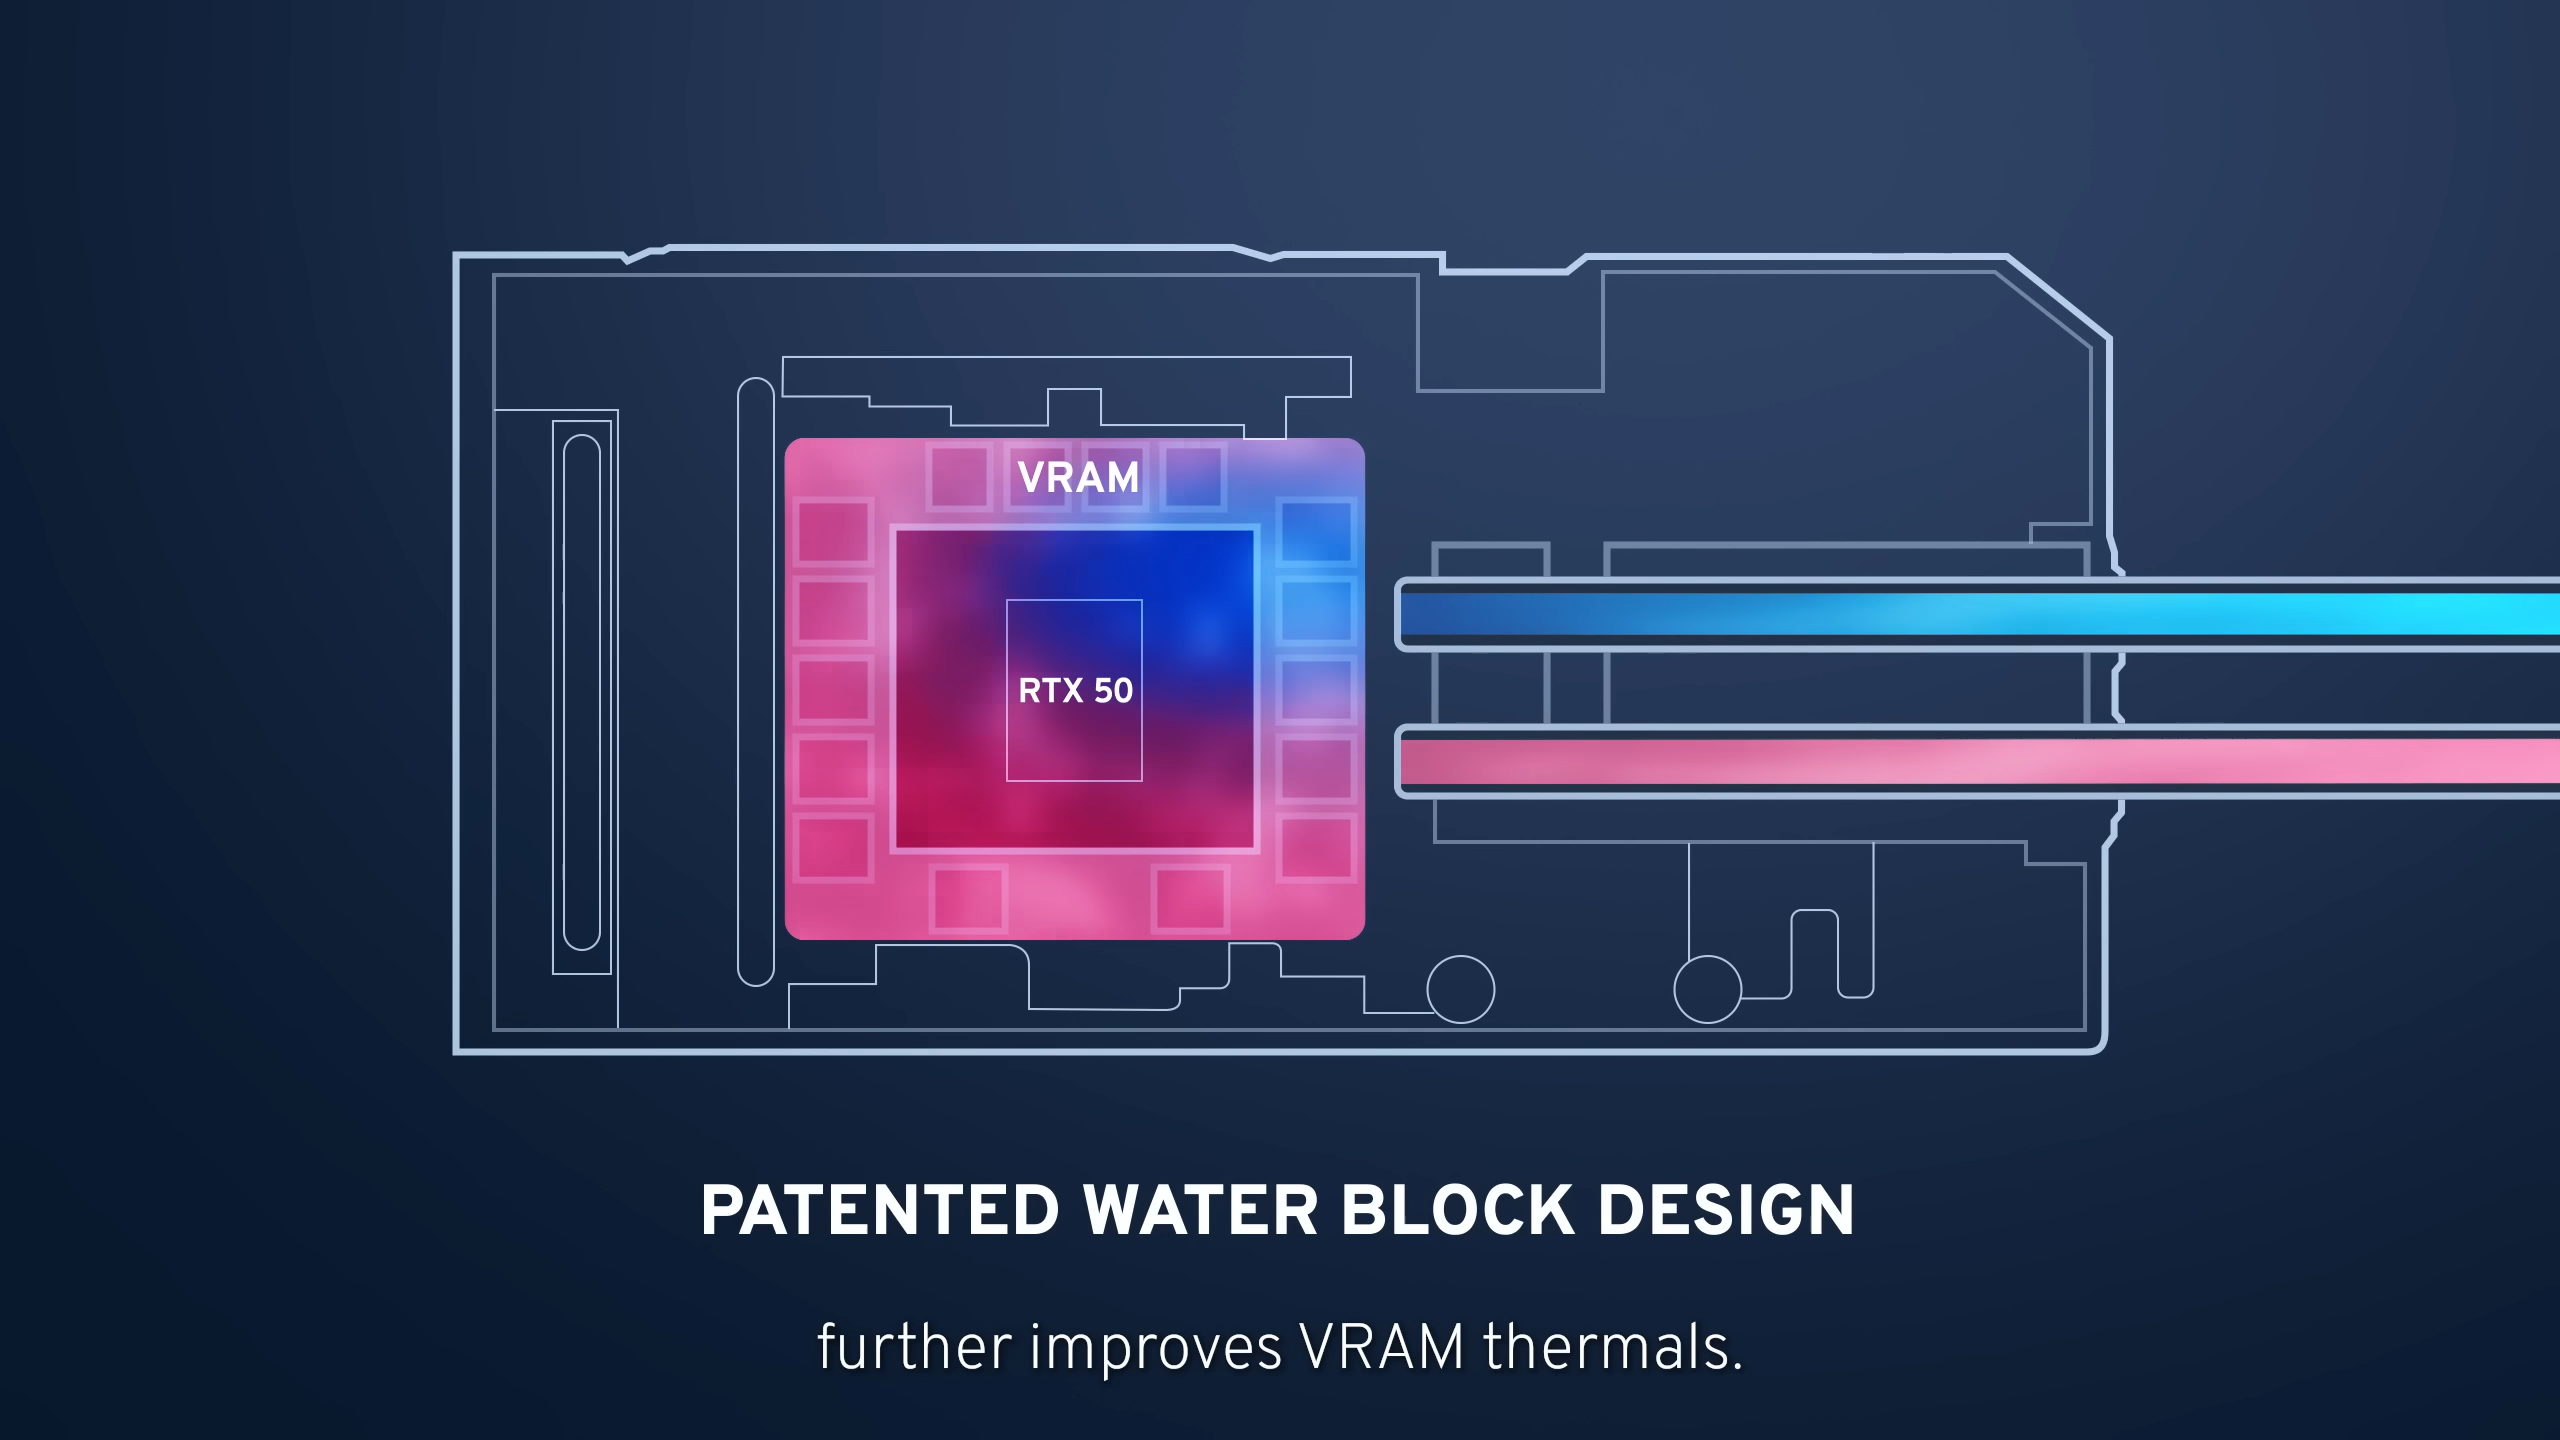 VRAM
RTX 50
PATENTED WATER BLOCK DESIGN
further improves VRAM thermals.